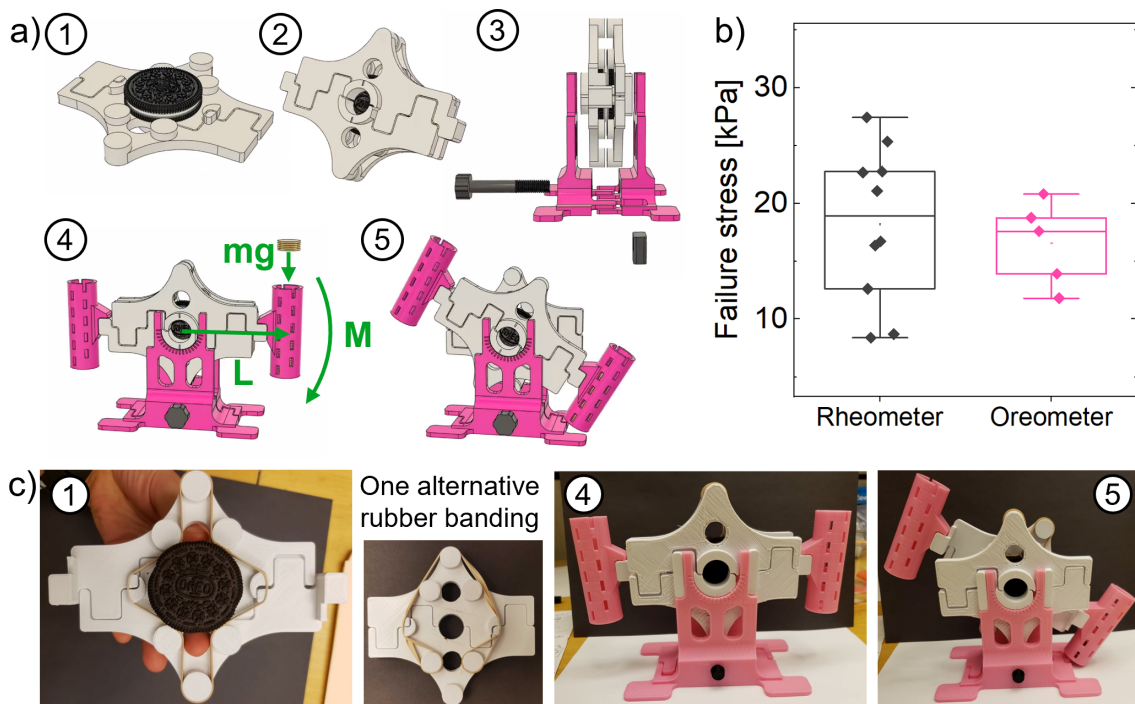 a)
1
2
3
4
mg
L
M
5
b)
Failure stress [kPa]
30
20
10
Rheometer
Oreometer
c)
1
OREO
One alternative
rubber banding
4
5